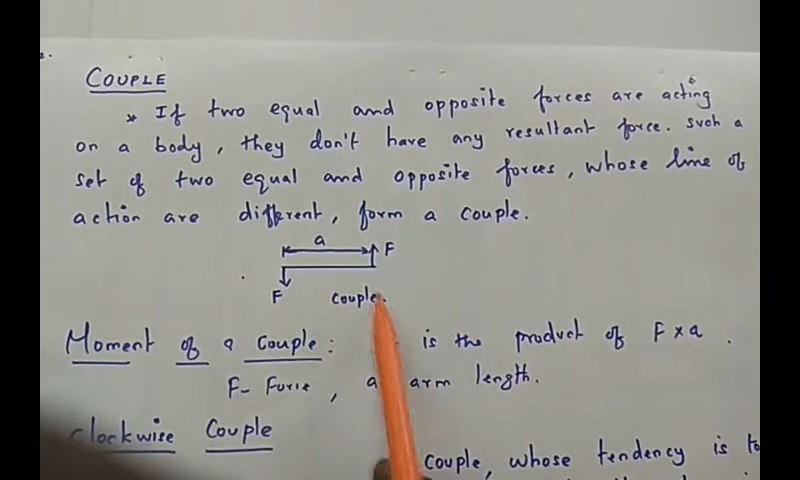 COUPLE
* If two equal and opposite forces are acting
on a body, they don't have any resultant force. Such a
set of two equal and opposite forces, whose line of
action are different, form a couple.
a
F
F
Couple.
Moment of a Couple: is the product of F x a.
F- Force, a arm length.
Clockwise Couple
couple, whose tendency is to